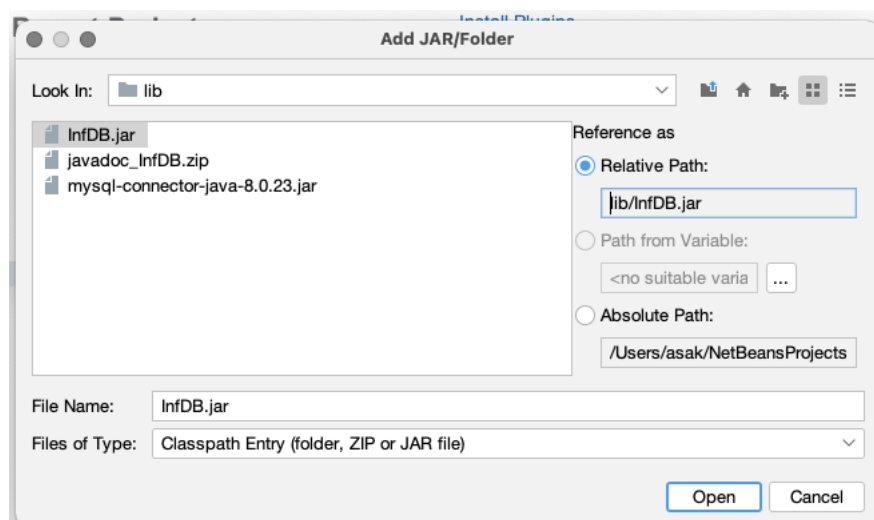 Install Plugins
Add JAR/Folder
Look In:
lib
InfDB.jar
javadoc_InfDB.zip
mysql-connector-java-8.0.23.jar
Reference as
Relative Path:
lib/InfDB.jar
Path from Variable:
<no suitable varia
...
Absolute Path:
/Users/asak/NetBeansProjects
File Name:
InfDB.jar
Files of Type:
Classpath Entry (folder, ZIP or JAR file)
Open
Cancel